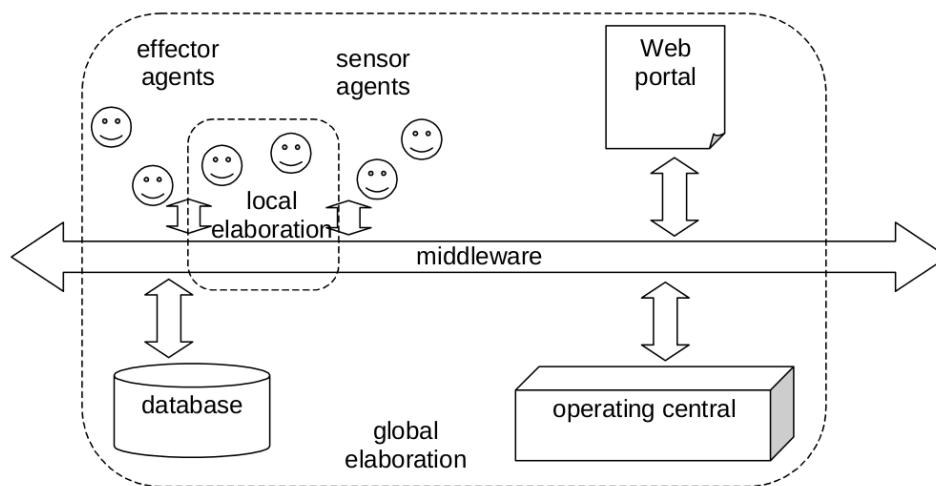 effector
agents
sensor
agents
Web
portal
local
elaboration
middleware
database
operating central
global
elaboration